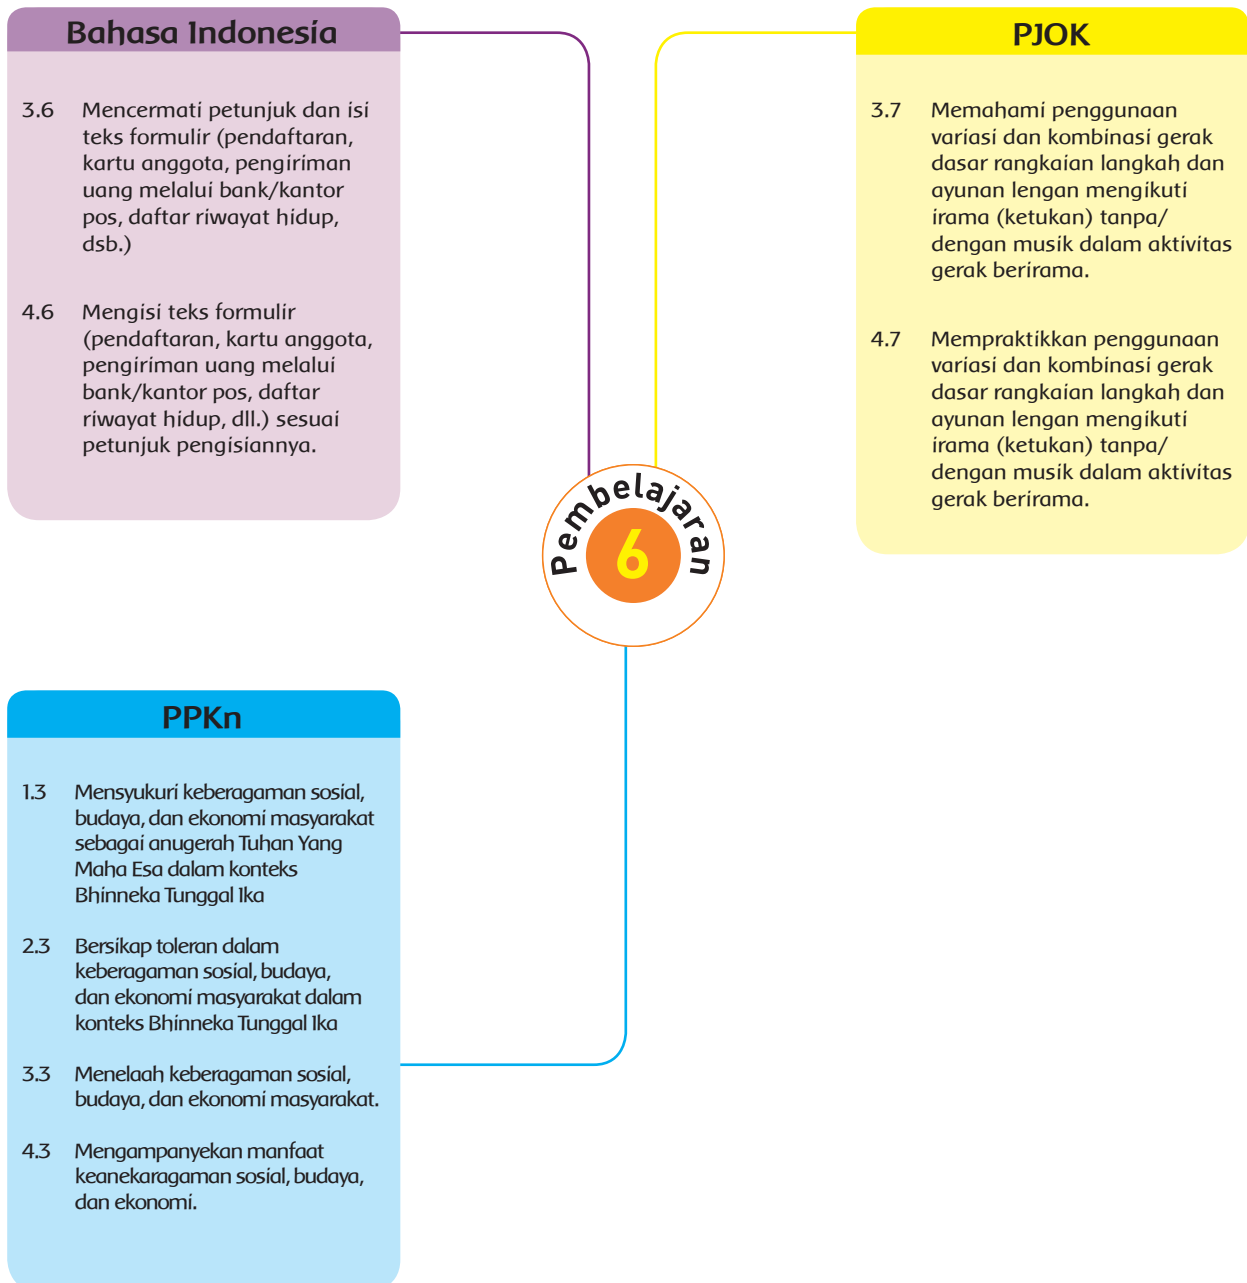 Bahasa Indonesia
3.6 Mencermati petunjuk dan isi
teks formulir (pendaftaran,
kartu anggota, pengiriman
uang melalui bank/kantor
pos, daftar riwayat hidup,
dsb.)
4.6 Mengisi teks formulir
(pendaftaran, kartu anggota,
pengiriman uang melalui
bank/kantor pos, daftar
riwayat hidup, dll.) sesuai
petunjuk pengisiannya.
PJOK
3.7 Memahami penggunaan
variasi dan kombinasi gerak
dasar rangkaian langkah dan
ayunan lengan mengikuti
irama (ketukan) tanpa/
dengan musik dalam aktivitas
gerak berirama.
4.7 Mempraktikkan penggunaan
variasi dan kombinasi gerak
dasar rangkaian langkah dan
ayunan lengan mengikuti
irama (ketukan) tanpa/
dengan musik dalam aktivitas
gerak berirama.
Pembelajaran
6
PPKn
1.3 Mensyukuri keberagaman sosial,
budaya, dan ekonomi masyarakat
sebagai anugerah Tuhan Yang
Maha Esa dalam konteks
Bhinneka Tunggal Ika
2.3 Bersikap toleran dalam
keberagaman sosial, budaya,
dan ekonomi masyarakat dalam
konteks Bhinneka Tunggal Ika
3.3 Menelaah keberagaman sosial,
budaya, dan ekonomi masyarakat.
4.3 Mengampanyekan manfaat
keanekaragaman sosial, budaya,
dan ekonomi.